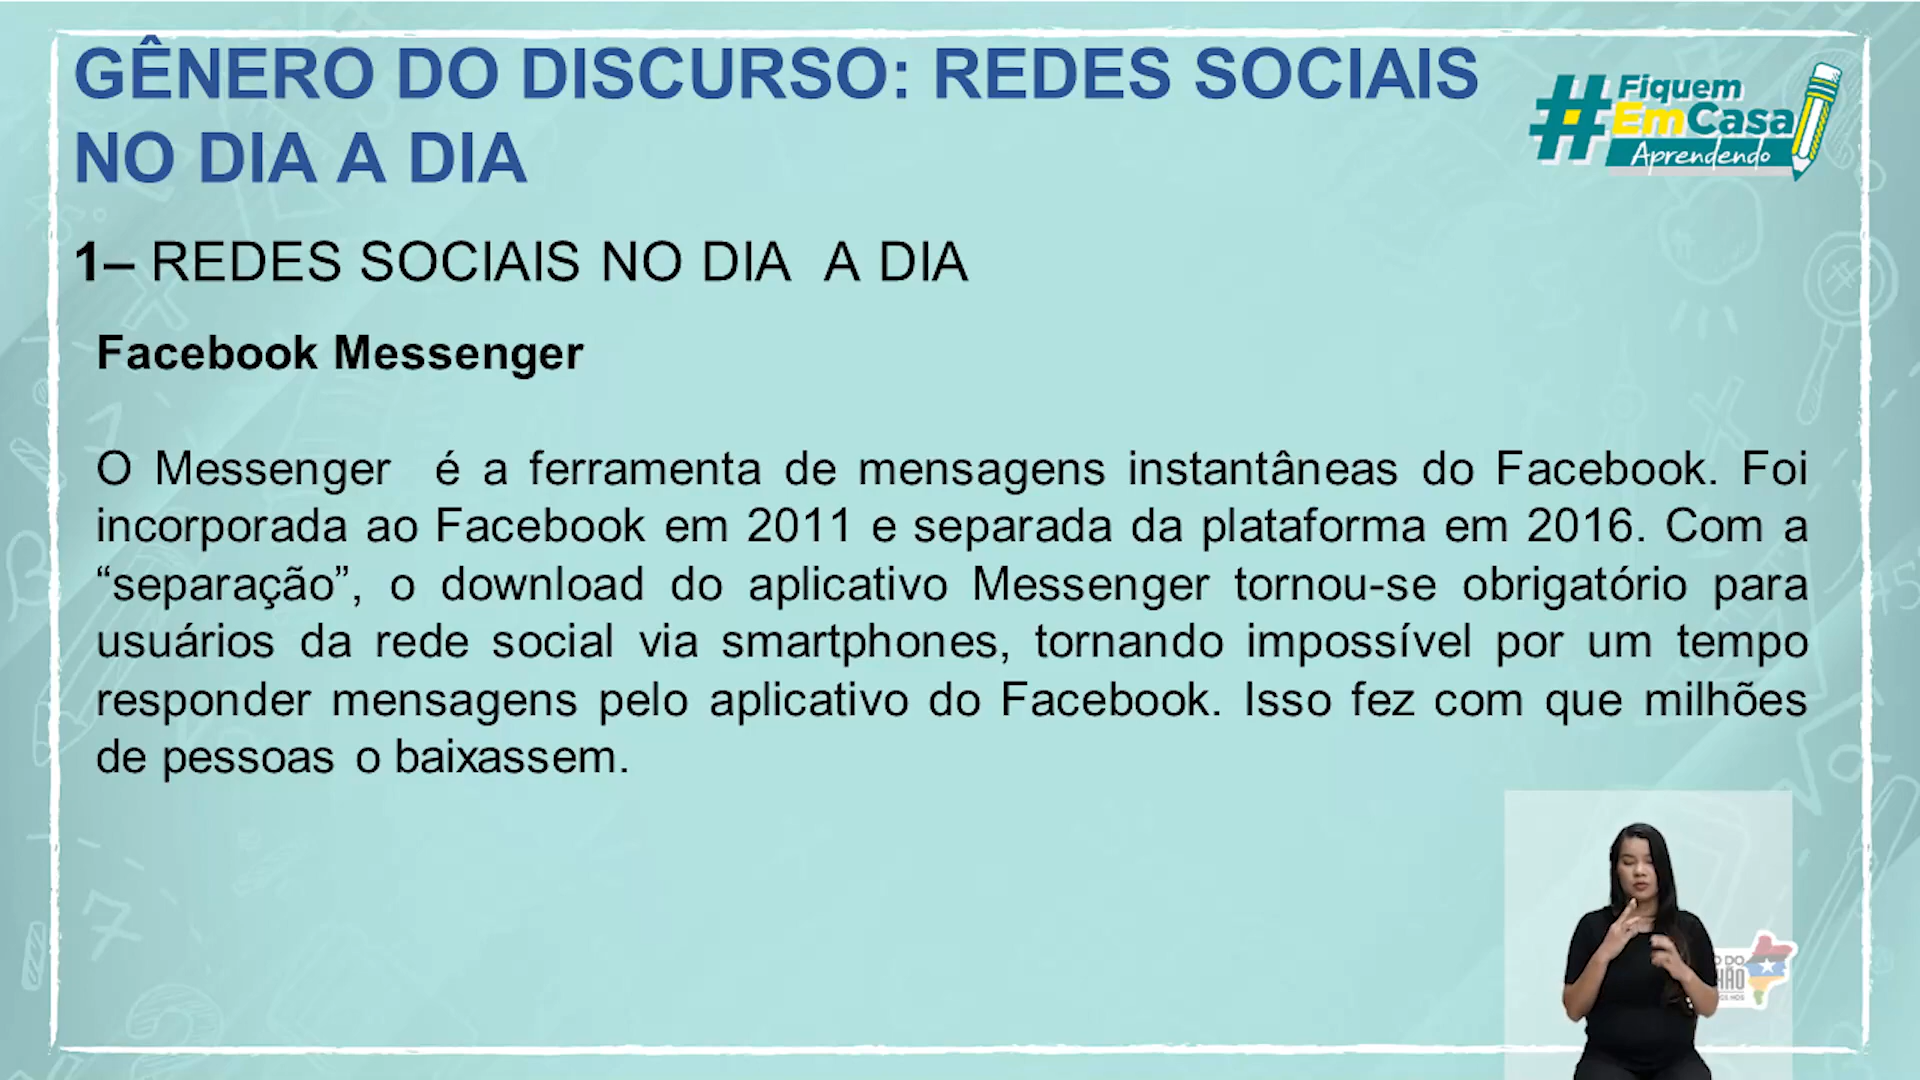 GÊNERO DO DISCURSO: REDES SOCIAIS
NO DIA A DIA
#Fiquem
EmCasa
Aprendendo
1– REDES SOCIAIS NO DIA A DIA
Facebook Messenger
O Messenger é a ferramenta de mensagens instantâneas do Facebook. Foi
incorporada ao Facebook em 2011 e separada da plataforma em 2016. Com a
“separação”, o download do aplicativo Messenger tornou-se obrigatório para
usuários da rede social via smartphones, tornando impossível por um tempo
responder mensagens pelo aplicativo do Facebook. Isso fez com que milhões
de pessoas o baixassem.